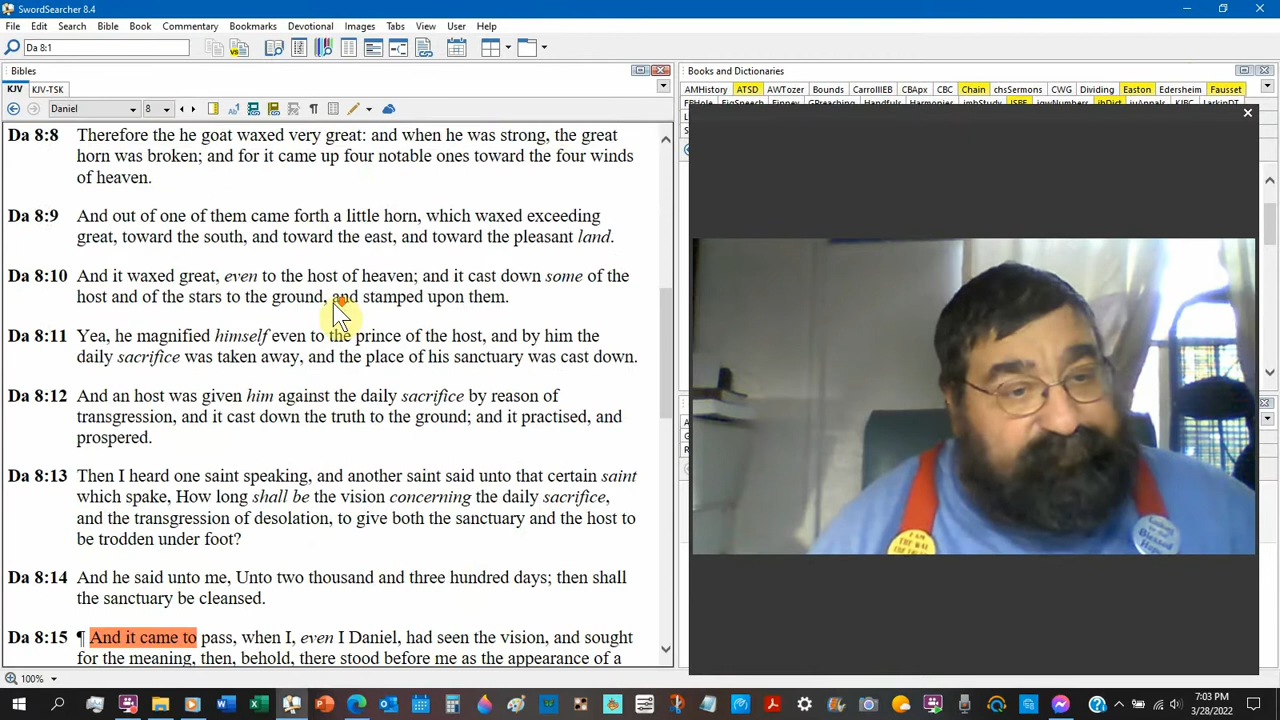 SwordSearcher 8.4
File Edit Search Bible Book Commentary Bookmarks Devotional Images Tabs View User Help
Da 8:1
Bibles
KJV KJV-TSK
Daniel 8
Da 8:8 Therefore the he goat waxed very great: and when he was strong, the great
horn was broken; and for it came up four notable ones toward the four winds
of heaven.
Da 8:9 And out of one of them came forth a little horn, which waxed exceeding
great, toward the south, and toward the east, and toward the pleasant land.
Da 8:10 And it waxed great, even to the host of heaven; and it cast down some of the
host and of the stars to the ground, and stamped upon them.
Da 8:11 Yea, he magnified himself even to the prince of the host, and by him the
daily sacrifice was taken away, and the place of his sanctuary was cast down.
Da 8:12 And an host was given him against the daily sacrifice by reason of
transgression, and it cast down the truth to the ground; and it practised, and
prospered.
Da 8:13 Then I heard one saint speaking, and another saint said unto that certain saint
which spake, How long shall be the vision concerning the daily sacrifice,
and the transgression of desolation, to give both the sanctuary and the host to
be trodden under foot?
Da 8:14 And he said unto me, Unto two thousand and three hundred days; then shall
the sanctuary be cleansed.
Da 8:15 ¶ And it came to pass, when I, even I Daniel, had seen the vision, and sought
for the meaning, then, behold, there stood before me as the appearance of a
100%
Books and Dictionaries
AMHistory ATSD AWTozer Bounds CarrollIEB CBApx CBC Chain chsSermons CWG Dividing Easton Edersheim Fausset
I AM
THE WAY
Blessed
Hope
7:03 PM
3/28/2022